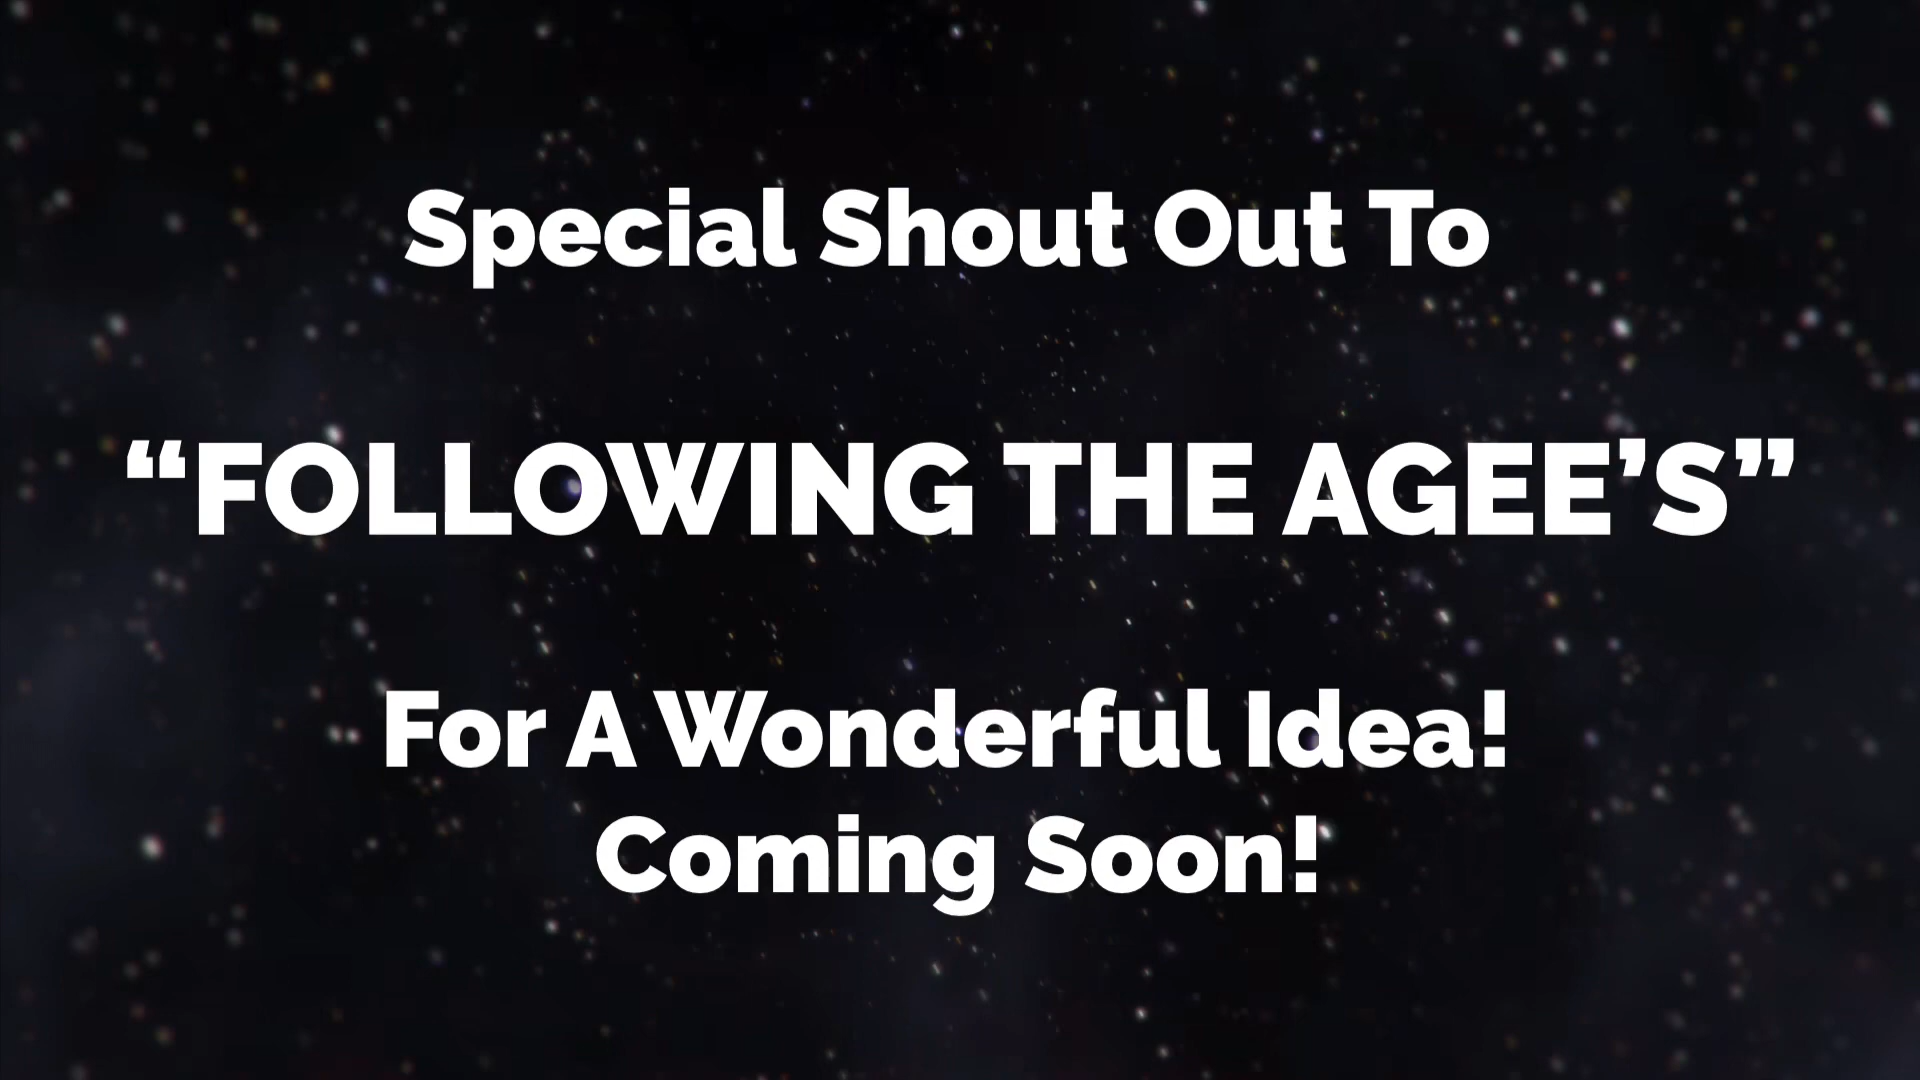 Special Shout Out To
“FOLLOWING THE AGEE’S”
For A Wonderful Idea!
Coming Soon!